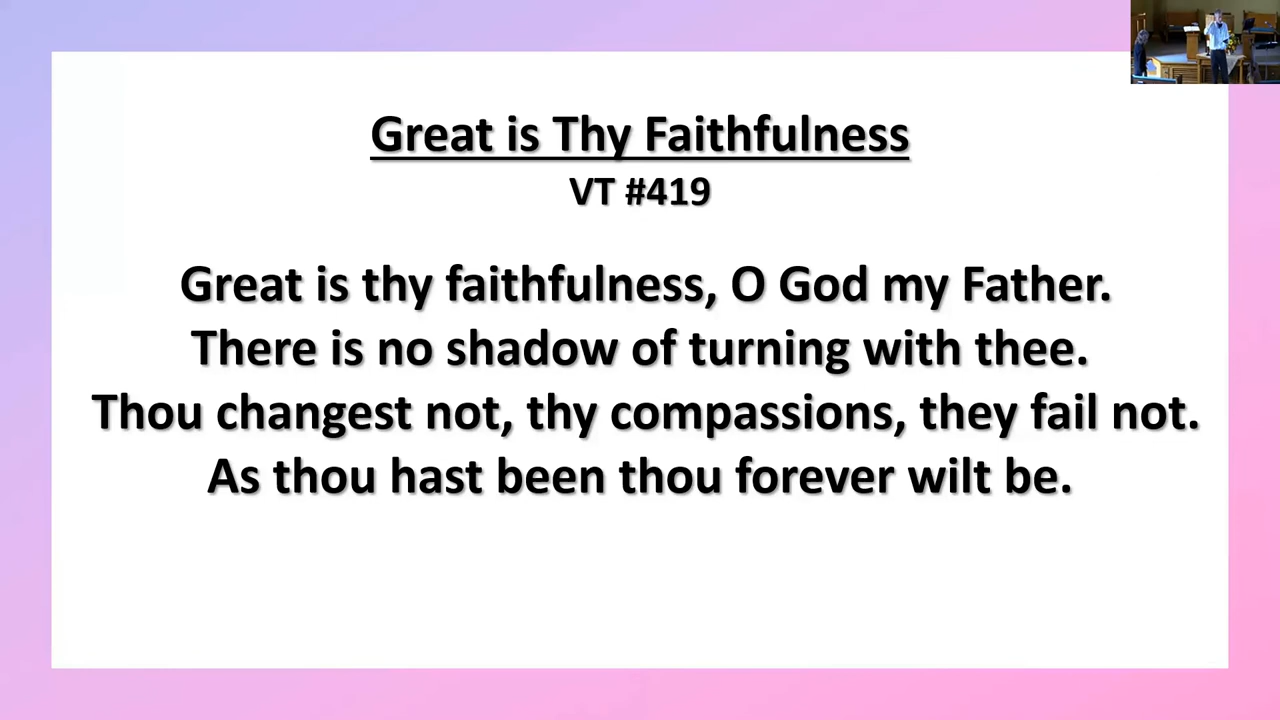 Great is Thy Faithfulness
VT #419
Great is thy faithfulness, O God my Father.
There is no shadow of turning with thee.
Thou changest not, thy compassions, they fail not.
As thou hast been thou forever wilt be.